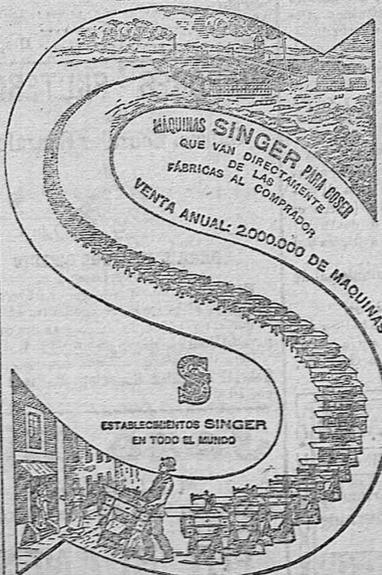 MÁQUINAS SINGER PARA COSER
QUE VAN DIRECTAMENTE
DE LAS
FÁBRICAS AL COMPRADOR
VENTA ANUAL: 2.000.000 DE MAQUINAS
S
ESTABLECIMIENTOS SINGER
EN TODO EL MUNDO